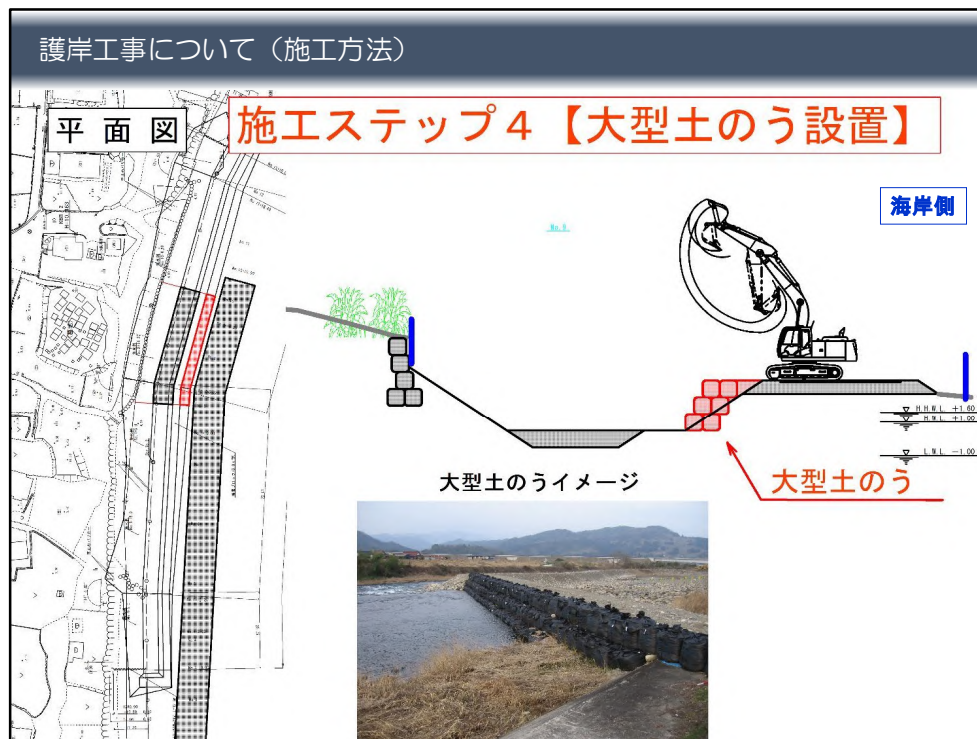 護岸工事について（施工方法）
平面図
施工ステップ４【大型土のう設置】
海岸側
No.8
H.H.W.L. +1.60
H.W.L. +1.00
L.W.L. -1.00
大型土のう
大型土のうイメージ